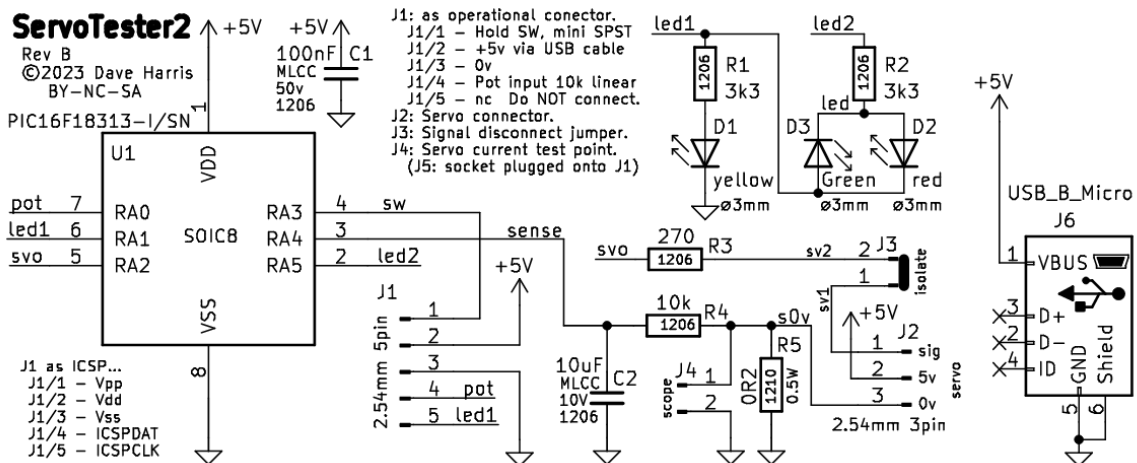 ServoTester2
Rev B
©2023 Dave Harris
BY-NC-SA
PIC16F18313-I/SN
+5V
1
VDD
U1
SOIC8
pot 7 RA0
led1 6 RA1
svo 5 RA2
RA3 4 sw
RA4 3 sense
RA5 2 led2
VSS
8
100nF C1
MLCC
50v
1206
+5V
J1: as operational conector.
J1/1 - Hold SW, mini SPST
J1/2 - +5v via USB cable
J1/3 - 0v
J1/4 - Pot input 10k linear
J1/5 - nc Do NOT connect.
J2: Servo connector.
J3: Signal disconnect jumper.
J4: Servo current test point.
(J5: socket plugged onto J1)
led1
1206
R1
3k3
D1
yellow
ø3mm
led2
1206
R2
3k3
led
D3
Green
ø3mm
D2
red
ø3mm
J1 as ICSP...
J1/1 - Vpp
J1/2 - Vdd
J1/3 - Vss
J1/4 - ICSPDAT
J1/5 - ICSPCLK
J1
2.54mm 5pin
1
2
3
4 pot
5 led1
+5V
svo
270
1206
R3
sv2
2
J3
1
isolate
sv1
10k
1206
R4
s0v
10uF
MLCC
10V
1206
C2
J4
scope
1
2
R5
0R2
1210
0.5W
+5V
J2
1 sig
2 5v
3 0v
servo
2.54mm 3pin
+5V
USB_B_Micro
J6
1 VBUS
3 D+
2 D-
4 ID
GND
Shield
5
6